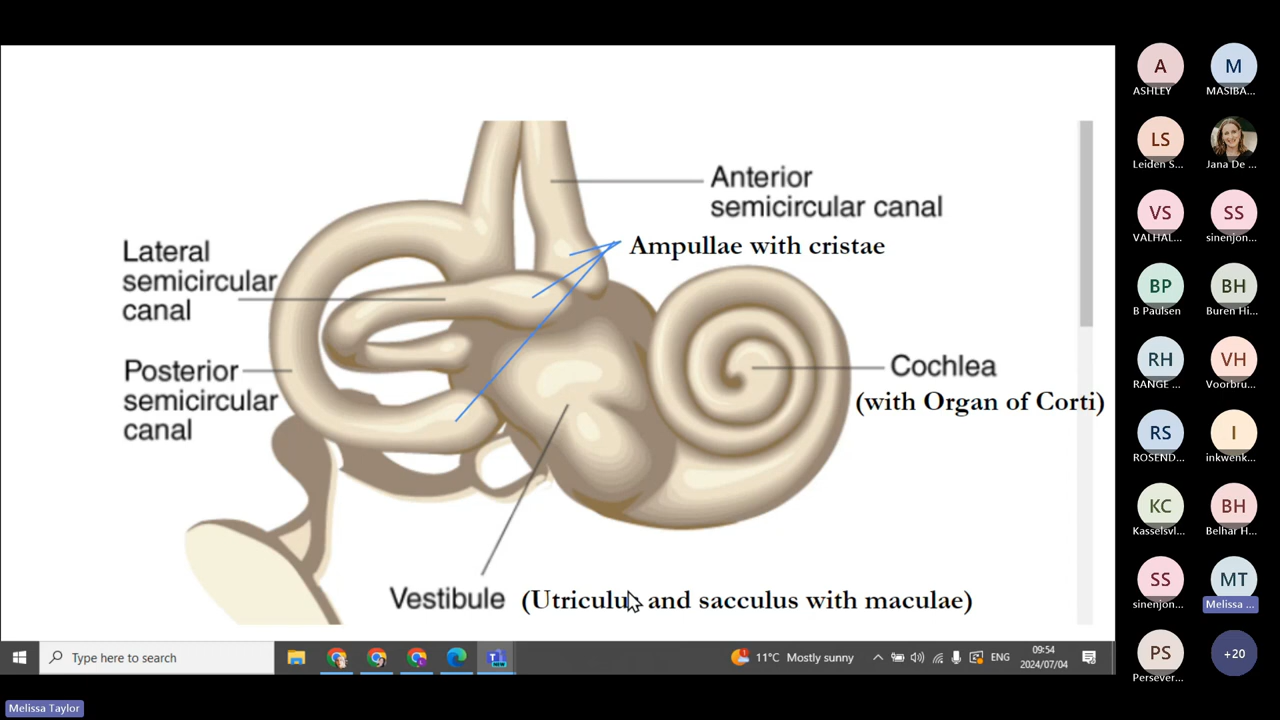 Anterior
semicircular canal
Ampullae with cristae
Lateral
semicircular
canal
Posterior
semicircular
canal
Cochlea
(with Organ of Corti)
Vestibule (Utriculus and sacculus with maculae)
A
ASHLEY
M
MASIBA...
LS
Leiden S...
Jana De ...
VS
VALHAL...
SS
sinenjon...
BP
B Paulsen
BH
Buren Hi...
RH
RANGE ...
VH
Voorbru...
RS
ROSEND...
I
inkwenk...
KC
Kasselsvl...
BH
Belhar H...
SS
sinenjon...
MT
Melissa ...
PS
Persever...
+20
Type here to search
11°C Mostly sunny
ENG
09:54
2024/07/04
Melissa Taylor